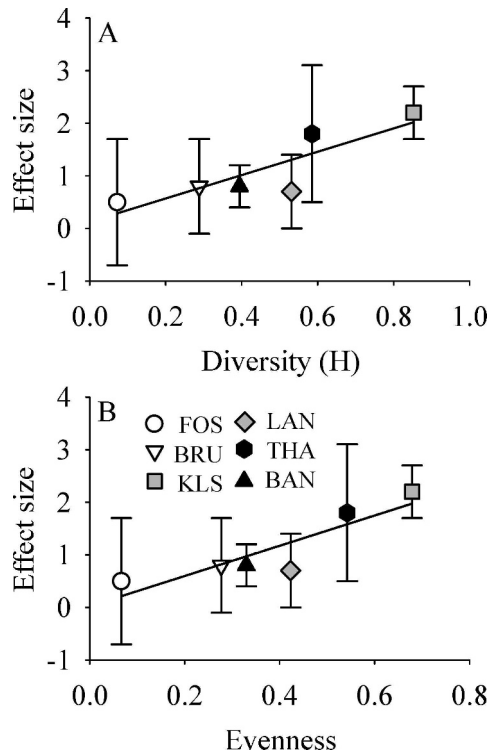 A
4
3
2
1
0
-1
Effect size
0.0 0.2 0.4 0.6 0.8 1.0
Diversity (H)
B
FOS LAN
BRU THA
KLS BAN
4
3
2
1
0
-1
Effect size
0.0 0.2 0.4 0.6 0.8
Evenness